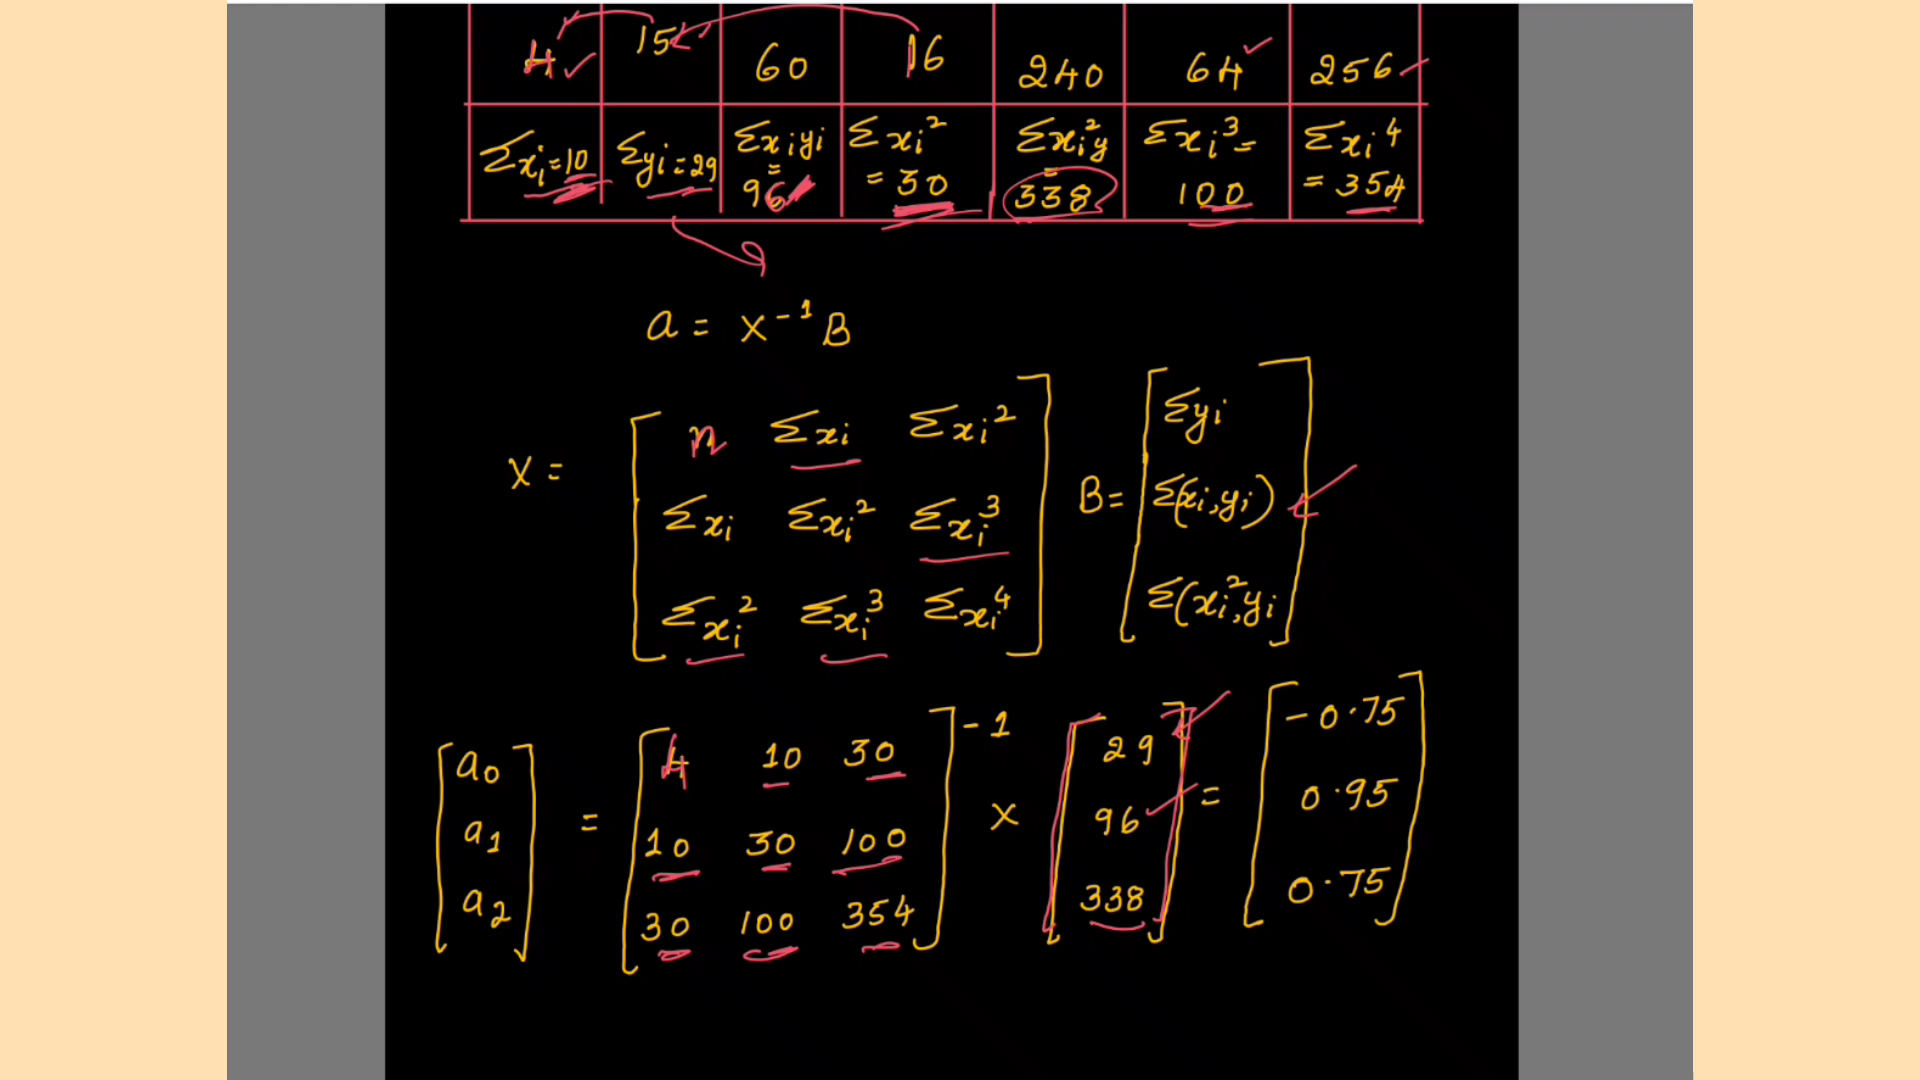 4 15 60 16 240 64 256
Σxi=10 Σyi=29 Σxiyi = 96 Σxi² = 30 Σxi²y = 338 Σxi³= 100 Σxi⁴ = 354
a = x⁻¹ B
X = [ n Σxi Σxi²
Σxi Σxi² Σxi³
Σxi² Σxi³ Σxi⁴ ]
B= [ Σyi
Σ(xi,yi)
Σ(xi²,yi ]
[ a0 a1 a2 ] = [ 4 10 30
10 30 100
30 100 354 ]⁻¹ x [ 29
96
338 ] = [ -0.75
0.95
0.75 ]